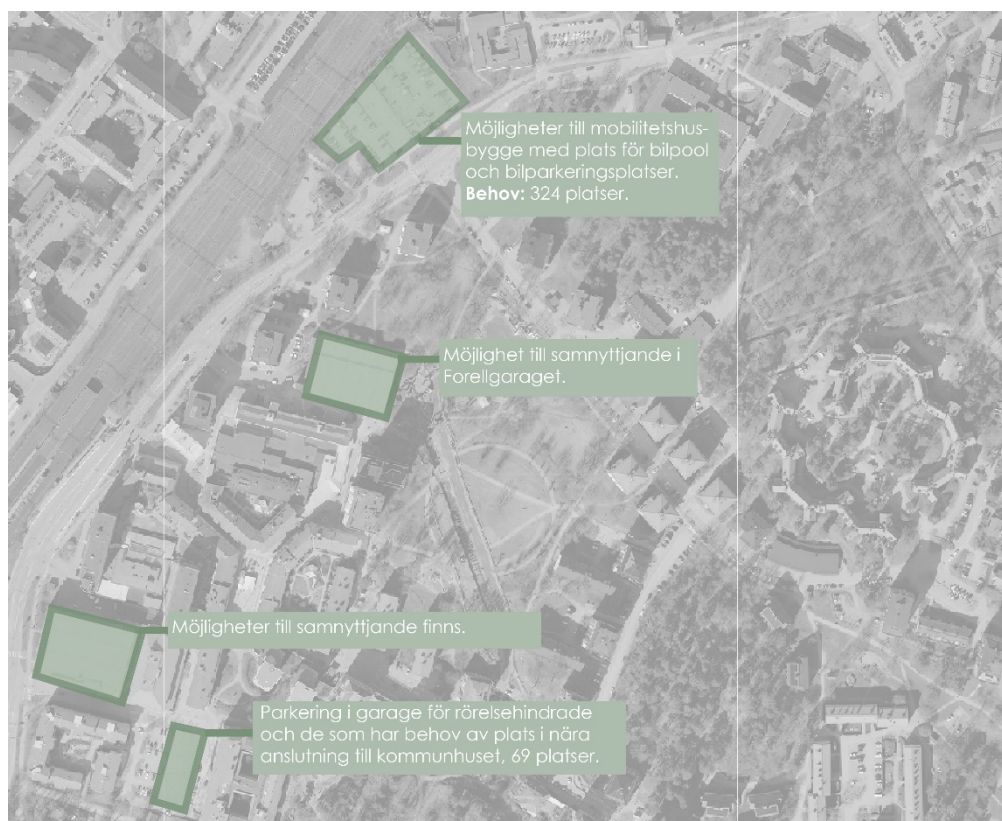 Möjligheter till mobilitetshus-
bygge med plats för bilpool
och bilparkeringsplatser.
Behov: 324 platser.
Möjlighet till samnyttjande i
Forellgaraget.
Möjligheter till samnyttjande finns.
Parkering i garage för rörelsehindrade
och de som har behov av plats i nära
anslutning till kommunhuset, 69 platser.